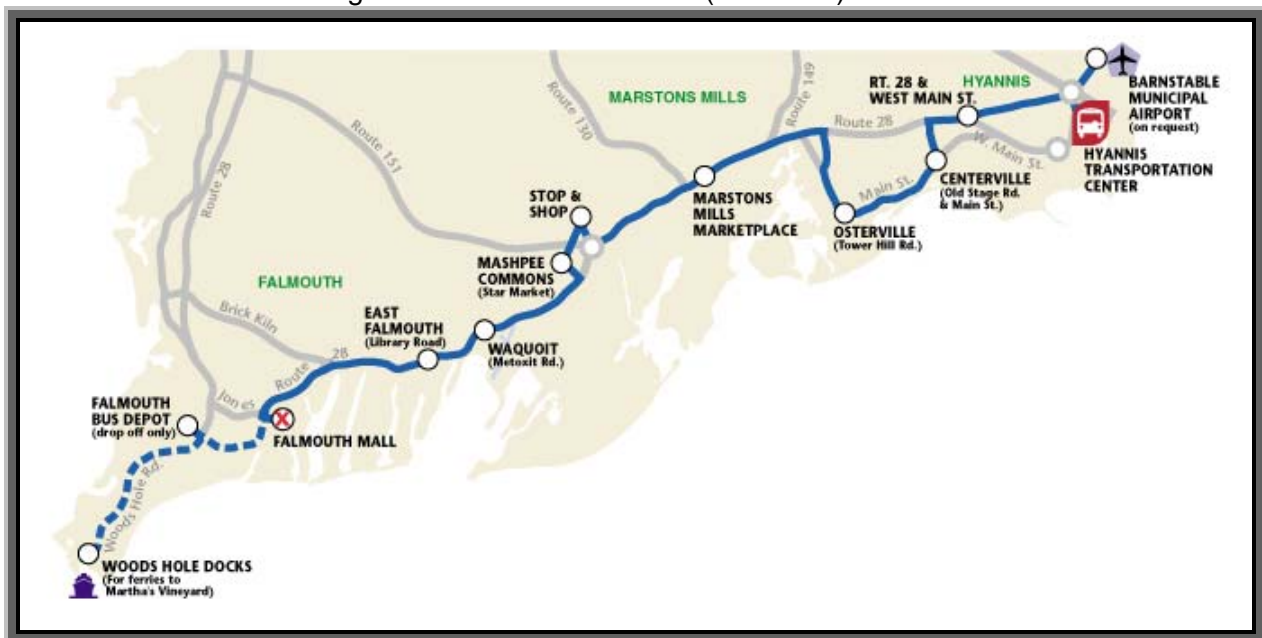 Route 28
Route 151
Route 130
MARSTONS MILLS
Route 149
RT. 28 &
WEST MAIN ST.
HYANNIS
BARNSTABLE
MUNICIPAL
AIRPORT
(on request)
Route 28
W. Main St.
HYANNIS
TRANSPORTATION
CENTER
CENTERVILLE
(Old Stage Rd.
& Main St.)
Main St.
OSTERVILLE
(Tower Hill Rd.)
MARSTONS
MILLS
MARKETPLACE
STOP &
SHOP
MASHPEE
COMMONS
(Star Market)
FALMOUTH
Brick Kiln
EAST
FALMOUTH
(Library Road)
WAQUOIT
(Metoxit Rd.)
Route 28
Jones
FALMOUTH
BUS DEPOT
(drop off only)
FALMOUTH MALL
Woods Hole Rd.
WOODS HOLE DOCKS
(For ferries to
Martha's Vineyard)